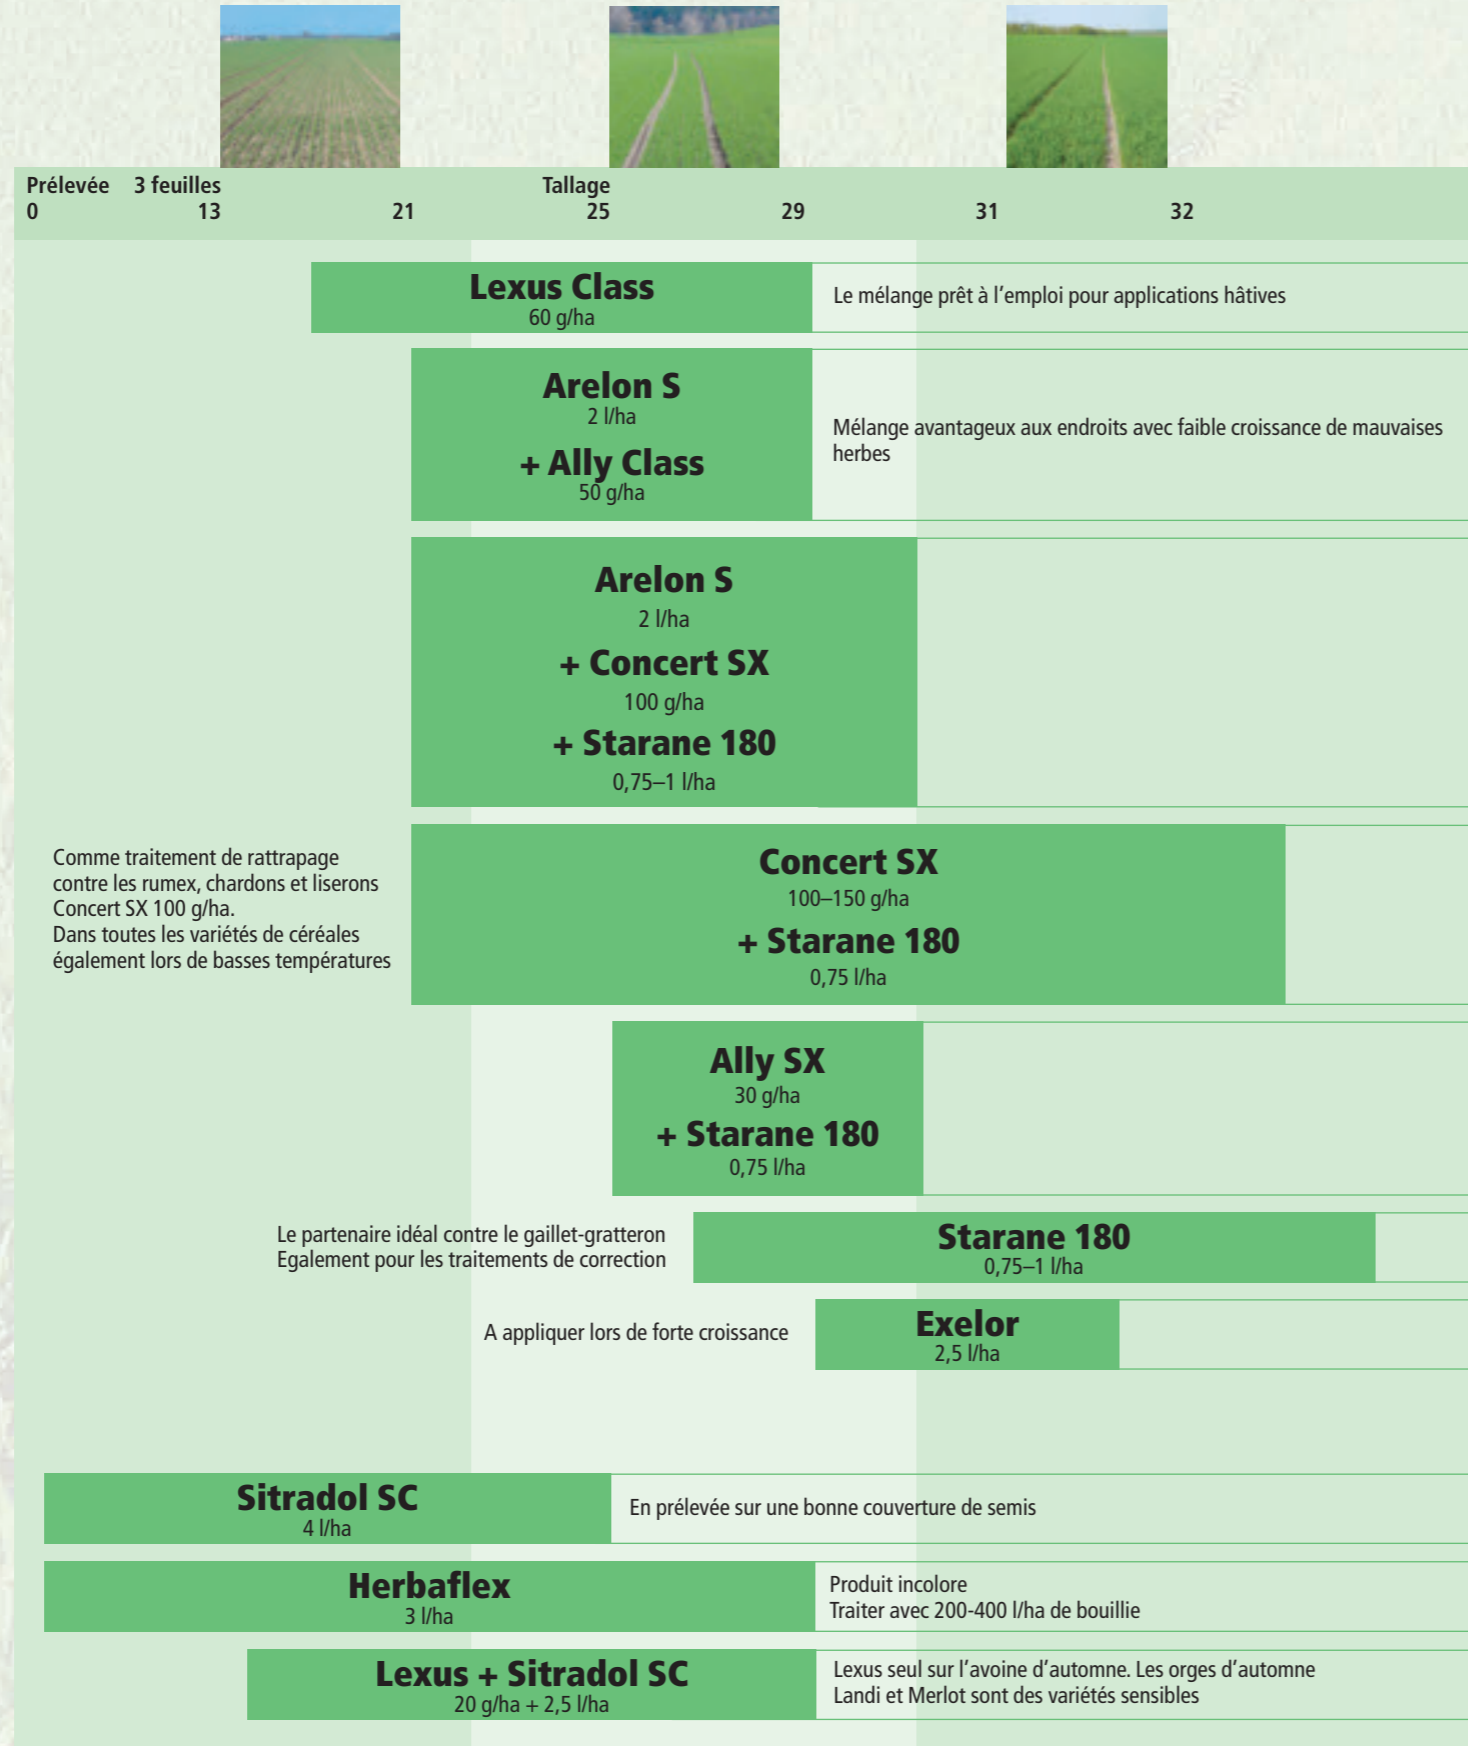 Prélevée 3 feuilles Tallage
0 13 21 25 29 31 32
Lexus Class
60 g/ha
Le mélange prêt à l’emploi pour applications hâtives
Arelon S
2 l/ha
+ Ally Class
50 g/ha
Mélange avantageux aux endroits avec faible croissance de mauvaises
herbes
Arelon S
2 l/ha
+ Concert SX
100 g/ha
+ Starane 180
0,75–1 l/ha
Comme traitement de rattrapage
contre les rumex, chardons et liserons
Concert SX 100 g/ha.
Dans toutes les variétés de céréales
également lors de basses températures
Concert SX
100–150 g/ha
+ Starane 180
0,75 l/ha
Ally SX
30 g/ha
+ Starane 180
0,75 l/ha
Le partenaire idéal contre le gaillet-gratteron
Egalement pour les traitements de correction
Starane 180
0,75–1 l/ha
A appliquer lors de forte croissance
Exelor
2,5 l/ha
Sitradol SC
4 l/ha
En prélevée sur une bonne couverture de semis
Herbaflex
3 l/ha
Produit incolore
Traiter avec 200-400 l/ha de bouillie
Lexus + Sitradol SC
20 g/ha + 2,5 l/ha
Lexus seul sur l’avoine d’automne. Les orges d’automne
Landi et Merlot sont des variétés sensibles